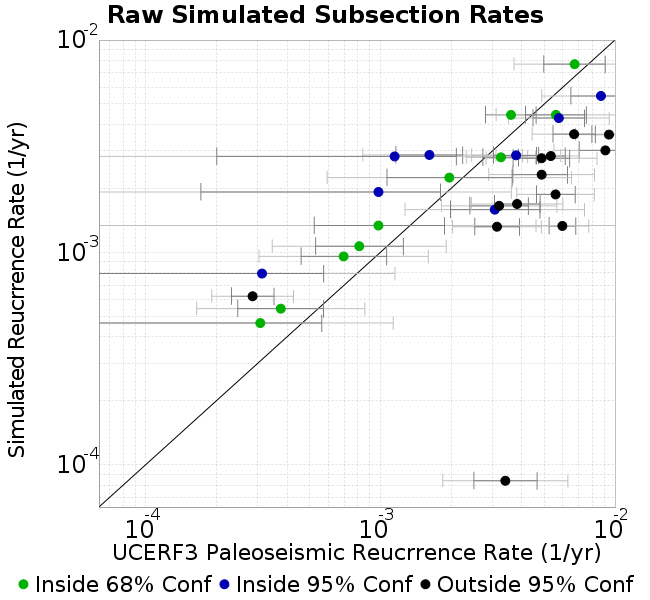 Raw Simulated Subsection Rates
10-2
10-3
10-4
Simulated Reucrrence Rate (1/yr)
10-4 10-3 10-2
UCERF3 Paleoseismic Reucrrence Rate (1/yr)
Inside 68% Conf Inside 95% Conf Outside 95% Conf